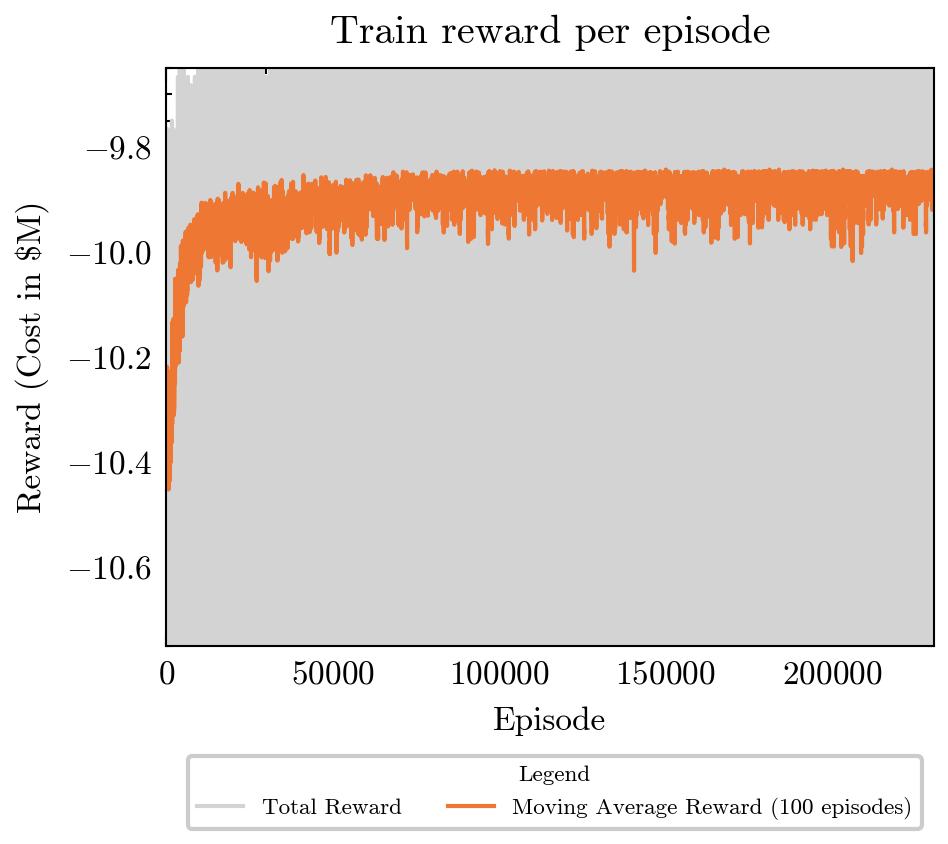 Train reward per episode
Reward (Cost in $M)
−9.8
−10.0
−10.2
−10.4
−10.6
0 50000 100000 150000 200000
Episode
Legend
Total Reward Moving Average Reward (100 episodes)